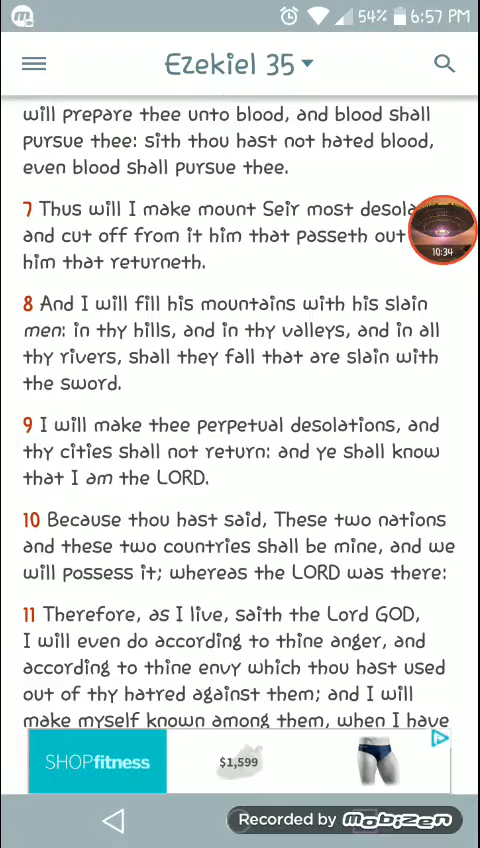 54% 6:57 PM
Ezekiel 35
will prepare thee unto blood, and blood shall
pursue thee: sith thou hast not hated blood,
even blood shall pursue thee.
7 Thus will I make mount Seir most desola
and cut off from it him that passeth out
him that returneth.
10:34
8 And I will fill his mountains with his slain
men: in thy hills, and in thy valleys, and in all
thy rivers, shall they fall that are slain with
the sword.
9 I will make thee perpetual desolations, and
thy cities shall not return: and ye shall know
that I am the LORD.
10 Because thou hast said, These two nations
and these two countries shall be mine, and we
will possess it; whereas the LORD was there:
11 Therefore, as I live, saith the Lord GOD,
I will even do according to thine anger, and
according to thine envy which thou hast used
out of thy hatred against them; and I will
make myself known among them, when I have
SHOPfitness $1,599
Recorded by mobizen